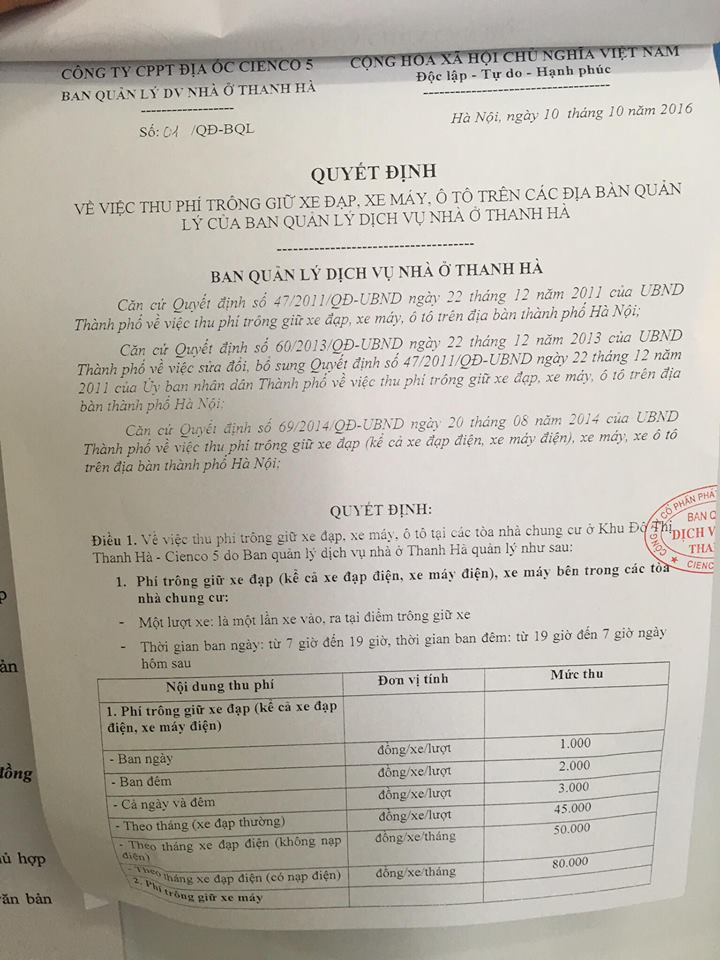 CÔNG TY CPPT ĐỊA ỐC CIENCO 5
CỘNG HÒA XÃ HỘI CHỦ NGHĨA VIỆT NAM
BAN QUẢN LÝ DV NHÀ Ở THANH HÀ
Độc lập - Tự do - Hạnh phúc
Số: 01 /QĐ-BQL
Hà Nội, ngày 10 tháng 10 năm 2016
QUYẾT ĐỊNH
VỀ VIỆC THU PHÍ TRÔNG GIỮ XE ĐẠP, XE MÁY, Ô TÔ TRÊN CÁC ĐỊA BÀN QUẢN
LÝ CỦA BAN QUẢN LÝ DỊCH VỤ NHÀ Ở THANH HÀ
BAN QUẢN LÝ DỊCH VỤ NHÀ Ở THANH HÀ
Căn cứ Quyết định số 47/2011/QĐ-UBND ngày 22 tháng 12 năm 2011 của UBND
Thành phố về việc thu phí trông giữ xe đạp, xe máy, ô tô trên địa bàn thành phố Hà Nội;
Căn cứ Quyết định số 60/2013/QĐ-UBND ngày 22 tháng 12 năm 2013 của UBND
Thành phố về việc sửa đổi, bổ sung Quyết định số 47/2011/QĐ-UBND ngày 22 tháng 12 năm
2011 của Ủy ban nhân dân Thành phố về việc thu phí trông giữ xe đạp, xe máy, ô tô trên địa
bàn thành phố Hà Nội;
Căn cứ Quyết định số 69/2014/QĐ-UBND ngày 20 tháng 08 năm 2014 của UBND
Thành phố về việc thu phí trông giữ xe đạp (kể cả xe đạp điện, xe máy điện), xe máy, xe ô tô
trên địa bàn thành phố Hà Nội;
QUYẾT ĐỊNH:
Điều 1. Về việc thu phí trông giữ xe đạp, xe máy, ô tô tại các tòa nhà chung cư ở Khu Đô Thị
Thanh Hà - Cienco 5 do Ban quản lý dịch vụ nhà ở Thanh Hà quản lý như sau:
CÔNG TY CỔ PHẦN PHÁ
BAN Q
DỊCH V
THA
CIENC
1. Phí trông giữ xe đạp (kể cả xe đạp điện, xe máy điện), xe máy bên trong các tòa
nhà chung cư:
- Một lượt xe: là một lần xe vào, ra tại điểm trông giữ xe
- Thời gian ban ngày: từ 7 giờ đến 19 giờ, thời gian ban đêm: từ 19 giờ đến 7 giờ ngày
hôm sau
Nội dung thu phí Đơn vị tính Mức thu
1. Phí trông giữ xe đạp (kể cả xe đạp
điện, xe máy điện)
- Ban ngày đồng/xe/lượt 1.000
- Ban đêm đồng/xe/lượt 2.000
- Cả ngày và đêm đồng/xe/lượt 3.000
- Theo tháng (xe đạp thường) đồng/xe/lượt 45.000
- Theo tháng xe đạp điện (không nạp
điện) đồng/xe/tháng 50.000
- Theo tháng xe đạp điện (có nạp điện) đồng/xe/tháng 80.000
2. Phí trông giữ xe máy
ản
đồng
ủ hợp
văn bản